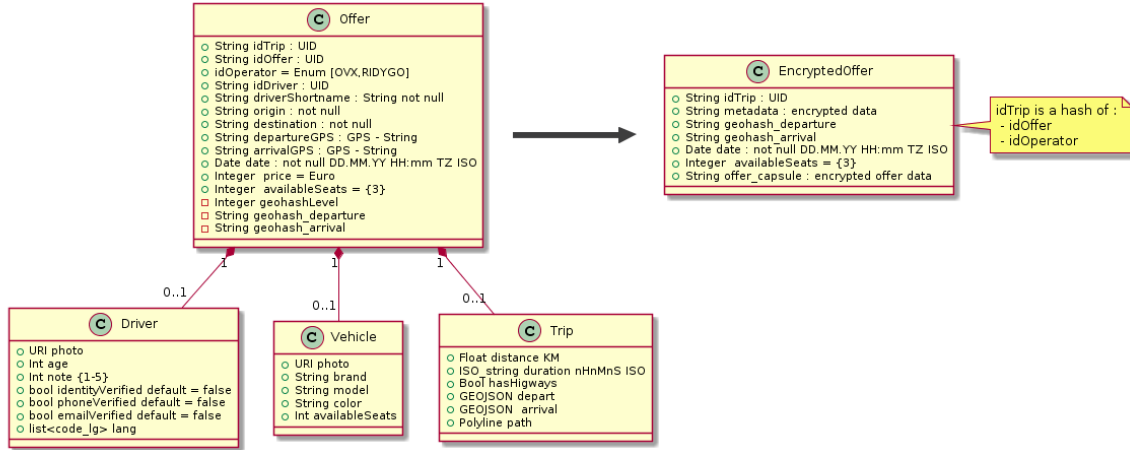 C Offer
String idTrip : UID
String idOffer : UID
idOperator = Enum [OVX,RIDYGO]
String idDriver : UID
String driverShortname : String not null
String origin : not null
String destination : not null
String departureGPS : GPS - String
String arrivalGPS : GPS - String
Date date : not null DD.MM.YY HH:mm TZ ISO
Integer  price = Euro
Integer  availableSeats = {3}
Integer geohashLevel
String geohash_departure
String geohash_arrival
C EncryptedOffer
String idTrip : UID
String metadata : encrypted data
String geohash_departure
String geohash_arrival
Date date : not null DD.MM.YY HH:mm TZ ISO
Integer  availableSeats = {3}
String offer_capsule : encrypted offer data
idTrip is a hash of :
- idOffer
- idOperator
1
1
1
0..1
0..1
0..1
C Driver
URI photo
Int age
Int note {1-5}
bool identityVerified default = false
bool phoneVerified default = false
bool emailVerified default = false
list<code_lg> lang
C Vehicle
URI photo
String brand
String model
String color
Int availableSeats
C Trip
Float distance KM
ISO_string duration nHnMnS ISO
Bool hasHigways
GEOJSON depart
GEOJSON  arrival
Polyline path